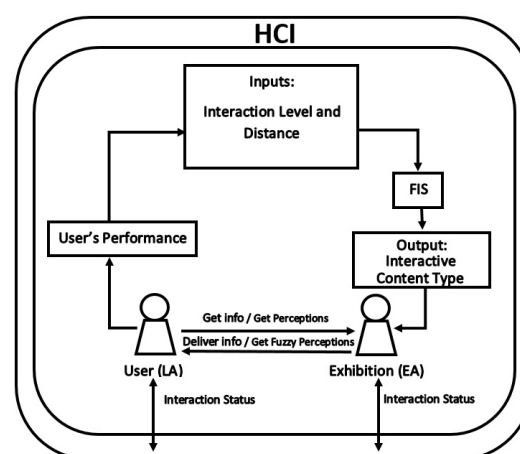 HCI
Inputs:
Interaction Level and
Distance
FIS
User's Performance
Output:
Interactive
Content Type
Get info / Get Perceptions
Deliver info / Get Fuzzy Perceptions
User (LA)
Exhibition (EA)
Interaction Status
Interaction Status